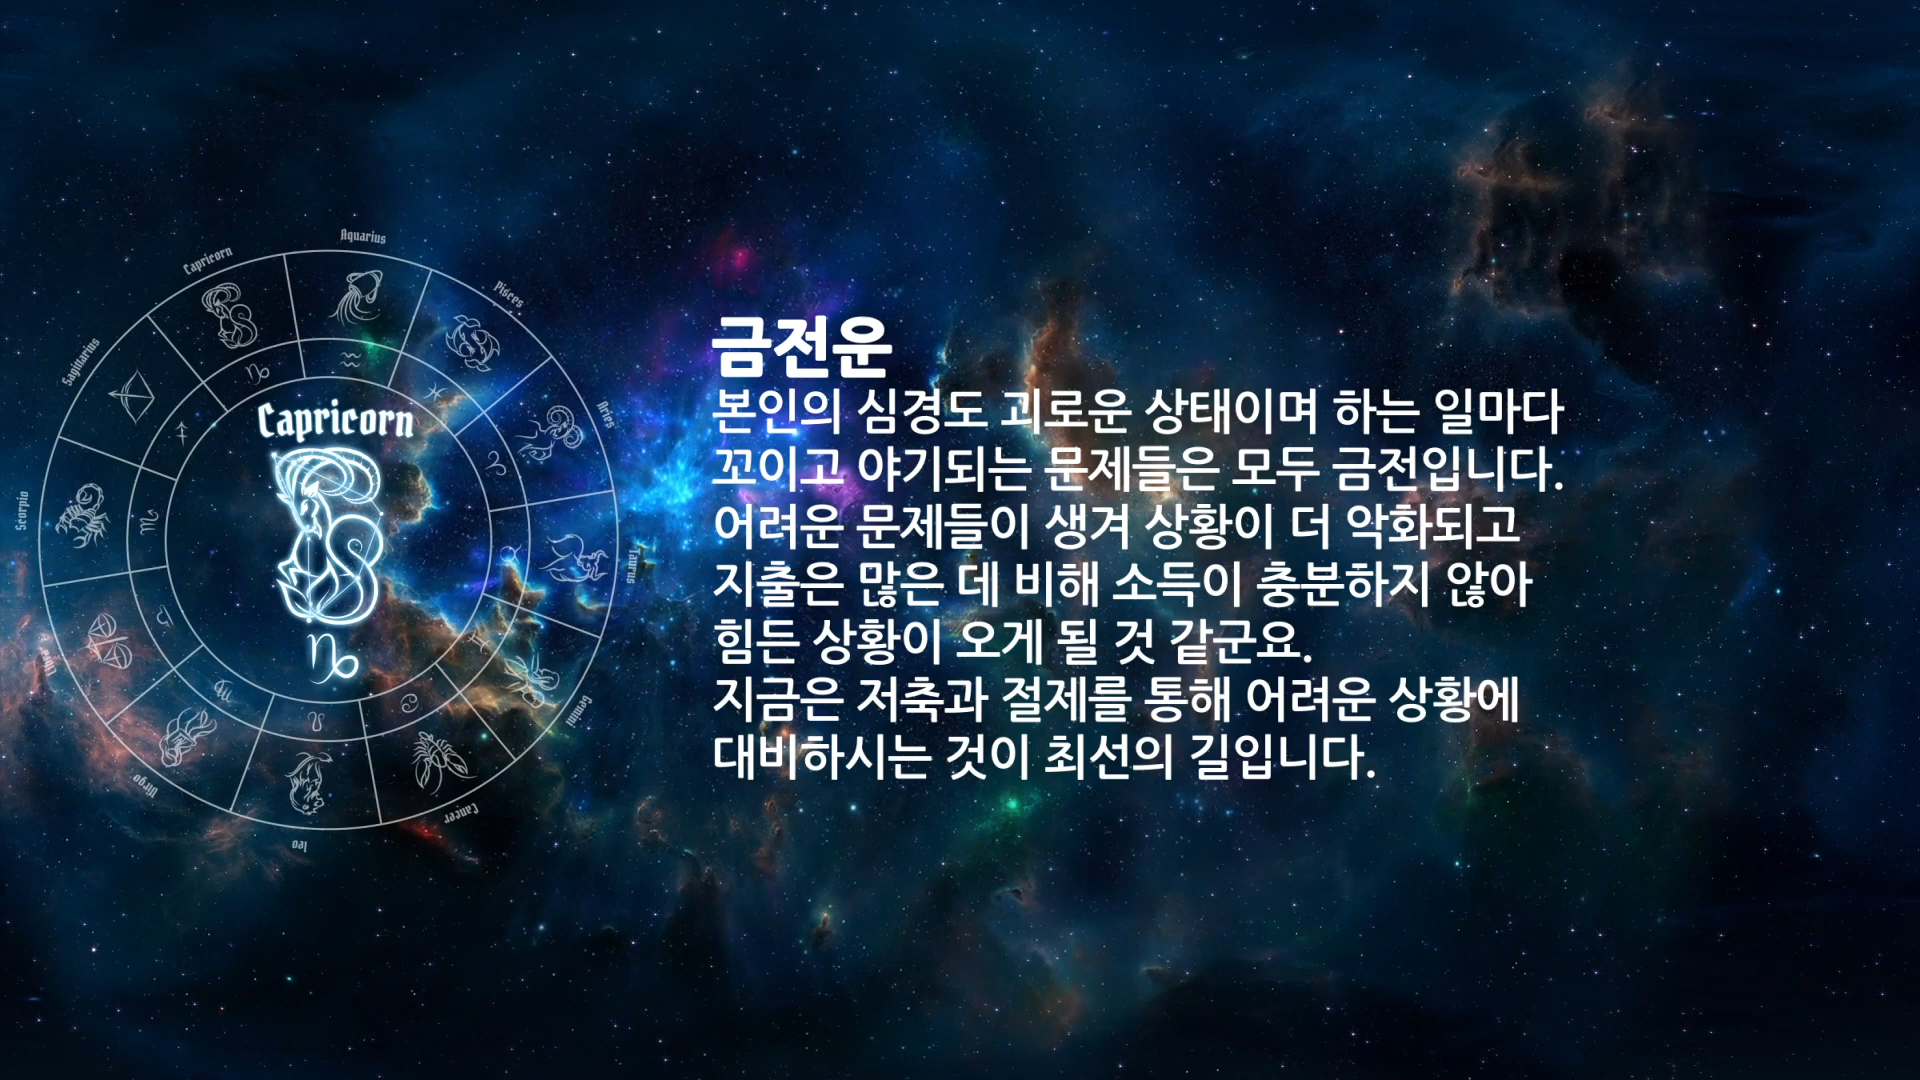 Aquarius
Capricorn
Pisces
Sagittarius
Aries
Capricorn
Scorpio
Taurus
Libra
Gemini
Virgo
Cancer
leo
금전운
본인의 심경도 괴로운 상태이며 하는 일마다
꼬이고 야기되는 문제들은 모두 금전입니다.
어려운 문제들이 생겨 상황이 더 악화되고
지출은 많은 데 비해 소득이 충분하지 않아
힘든 상황이 오게 될 것 같군요.
지금은 저축과 절제를 통해 어려운 상황에
대비하시는 것이 최선의 길입니다.